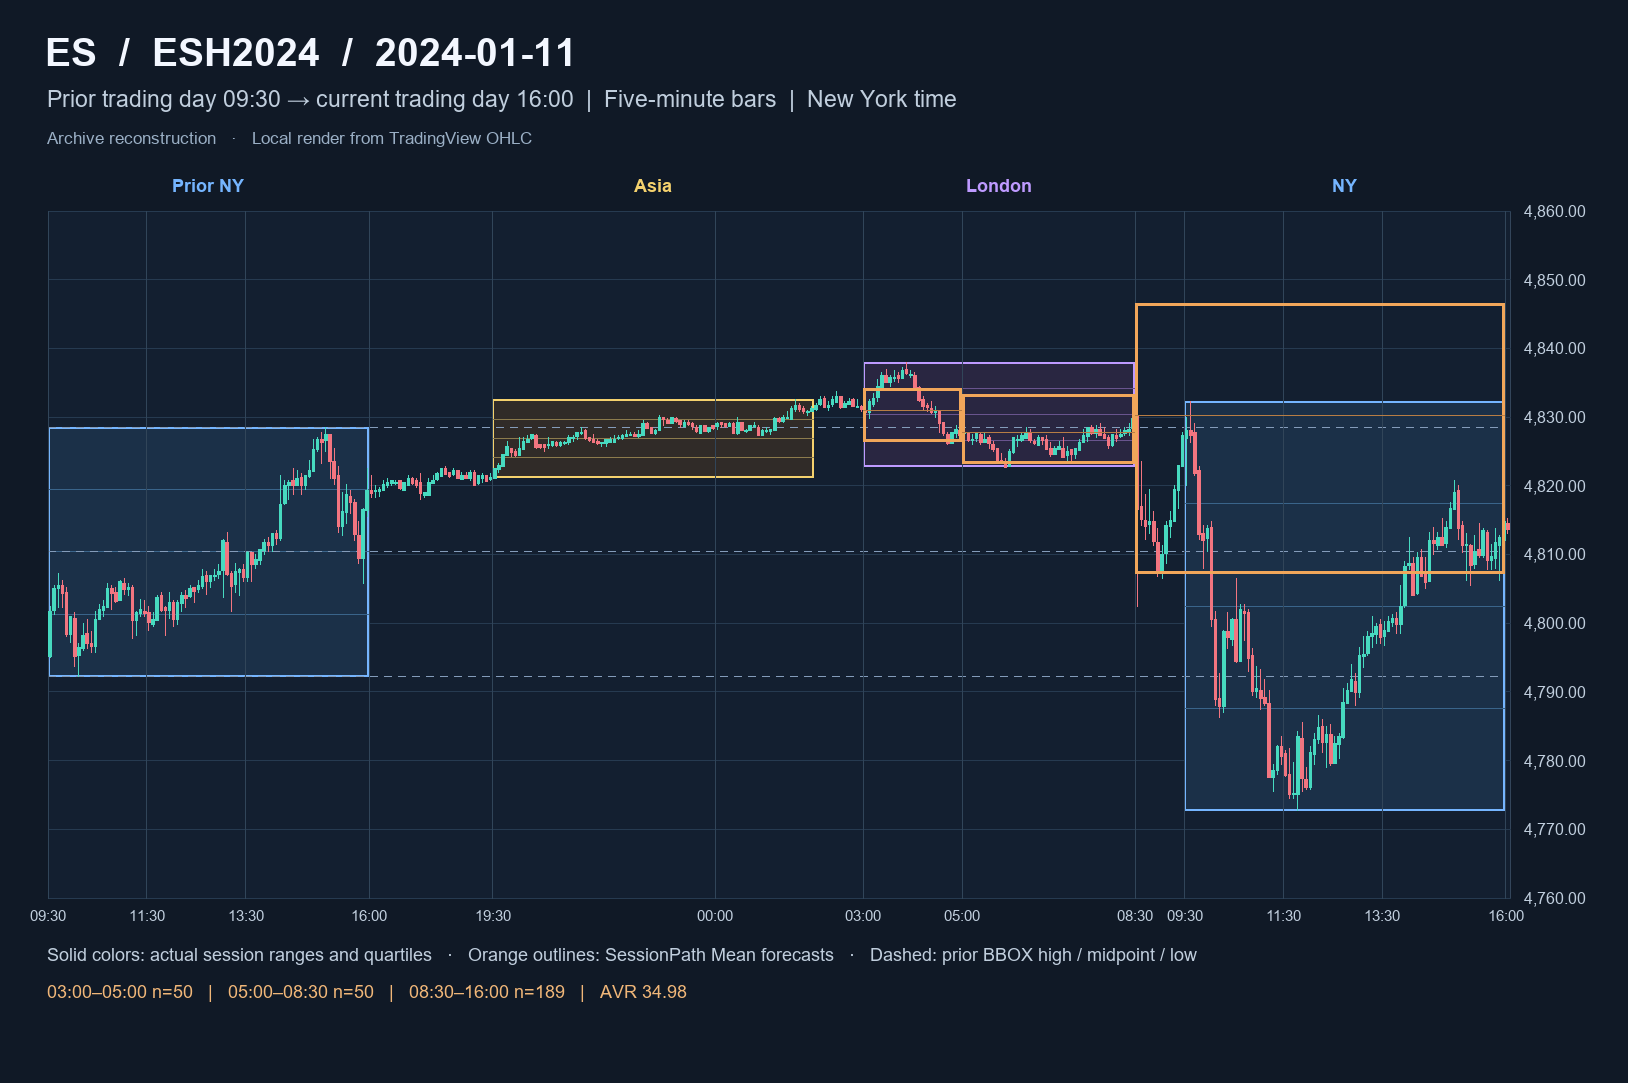 ES / ESH2024 / 2024-01-11
Prior trading day 09:30 → current trading day 16:00 | Five-minute bars | New York time
Archive reconstruction · Local render from TradingView OHLC
Prior NY Asia London NY
4,860.00
4,850.00
4,840.00
4,830.00
4,820.00
4,810.00
4,800.00
4,790.00
4,780.00
4,770.00
4,760.00
09:30 11:30 13:30 16:00 19:30 00:00 03:00 05:00 08:30 09:30 11:30 13:30 16:00
Solid colors: actual session ranges and quartiles · Orange outlines: SessionPath Mean forecasts · Dashed: prior BBOX high / midpoint / low
03:00–05:00 n=50 | 05:00–08:30 n=50 | 08:30–16:00 n=189 | AVR 34.98